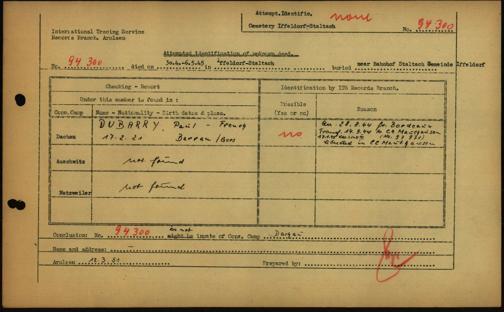 Attempt.Identific. none
Cemetery Iffeldorf-Staltach
No. 94 300
International Tracing Service
Records Branch, Arolsen
Attempted identification of unknown dead.
No. 94 300 died on 30.4.-6.5.45 in Iffeldorf-Staltach buried near Bahnhof Staltach Gemeinde Iffeldorf
Checking - Report
Identification by ITS Records Branch.
Under this number is found in :
Possible
(Yes or no)
Reason
Conc.Camp
Name - Nationality - Birth dates & place.
DUBARRY, Paul - French
Dachau 17.2.21
no
Auschwitz not found
Natzweiler not found
Conclusion: No. 94 300 is not might be inmate of Conc. Camp Dachau
Name and address: —
Arolsen 12.3.51 Prepared by: